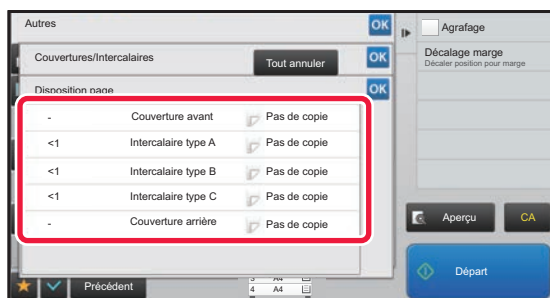 Autres
OK
Agrafage
Couvertures/Intercalaires
Tout annuler
OK
Décalage marge
Décaler position pour marge
Disposition page
OK
- Couverture avant Pas de copie
<1 Intercalaire type A Pas de copie
<1 Intercalaire type B Pas de copie
<1 Intercalaire type C Pas de copie
- Couverture arrière Pas de copie
Aperçu
CA
Départ
Précédent
3 A4
4 A4